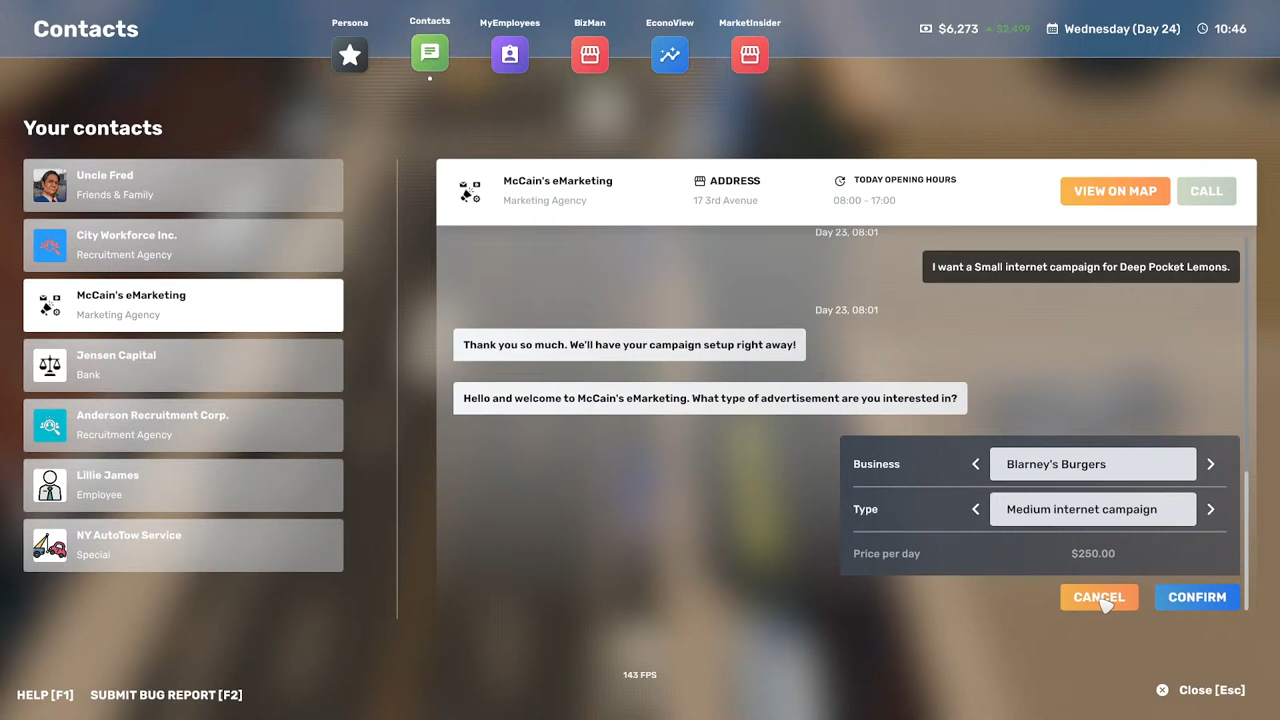 Contacts
Persona
Contacts
MyEmployees
BizMan
EconoView
MarketInsider
$6,273 $2,499
Wednesday (Day 24)
10:46
Your contacts
Uncle Fred
Friends & Family
City Workforce Inc.
Recruitment Agency
McCain's eMarketing
Marketing Agency
Jensen Capital
Bank
Anderson Recruitment Corp.
Recruitment Agency
Lillie James
Employee
NY AutoTow Service
Special
McCain's eMarketing
Marketing Agency
ADDRESS
17 3rd Avenue
TODAY OPENING HOURS
08:00 - 17:00
VIEW ON MAP
CALL
Day 23, 08:01
I want a Small internet campaign for Deep Pocket Lemons.
Day 23, 08:01
Thank you so much. We'll have your campaign setup right away!
Hello and welcome to McCain's eMarketing. What type of advertisement are you interested in?
Business
Blarney's Burgers
Type
Medium internet campaign
Price per day
$250.00
CANCEL
CONFIRM
143 FPS
HELP [F1]
SUBMIT BUG REPORT [F2]
Close [Esc]